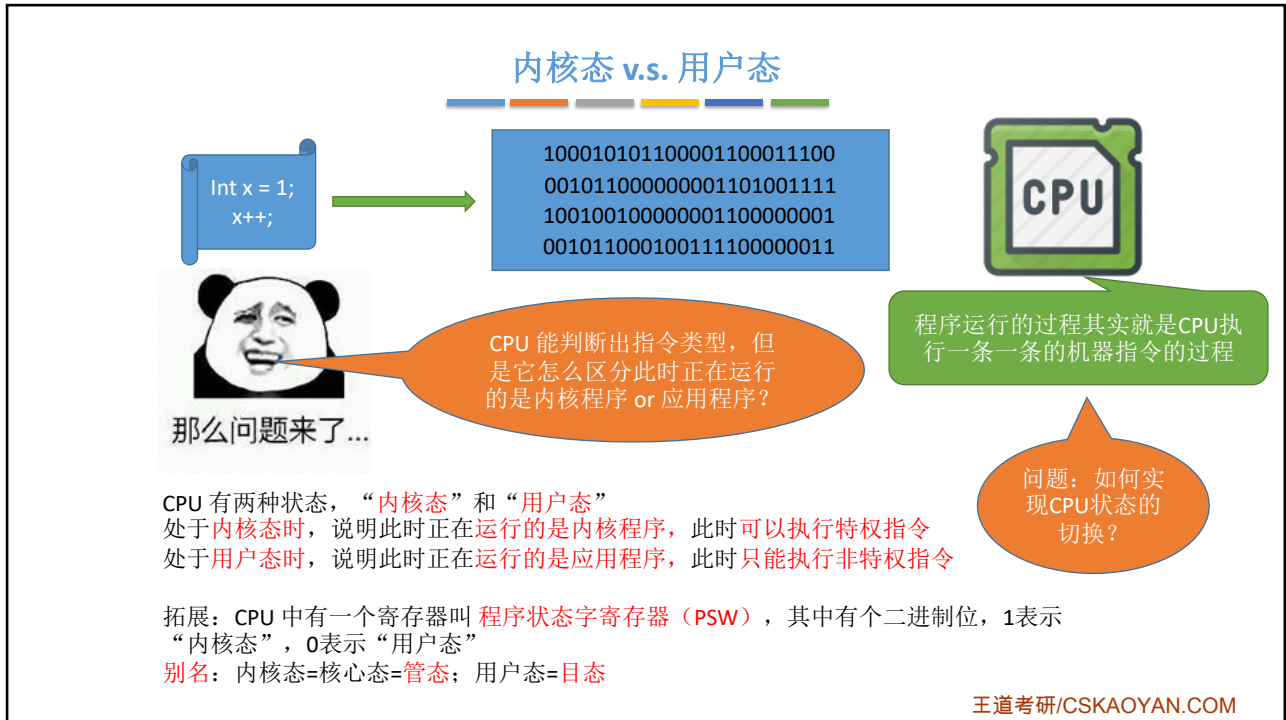 内核态 v.s. 用户态
Int x = 1;
x++;
100010101100001100011100
001011000000001101001111
100100100000001100000001
001011000100111100000011
CPU
程序运行的过程其实就是CPU执
行一条一条的机器指令的过程
CPU 能判断出指令类型，但
是它怎么区分此时正在运行
的是内核程序 or 应用程序？
那么问题来了...
问题：如何实
现CPU状态的
切换？
CPU 有两种状态，“内核态”和“用户态”
处于内核态时，说明此时正在运行的是内核程序，此时可以执行特权指令
处于用户态时，说明此时正在运行的是应用程序，此时只能执行非特权指令
拓展：CPU 中有一个寄存器叫 程序状态字寄存器（PSW），其中有个二进制位，1表示
“内核态”，0表示“用户态”
别名：内核态=核心态=管态；用户态=目态
王道考研/CSKAOYAN.COM